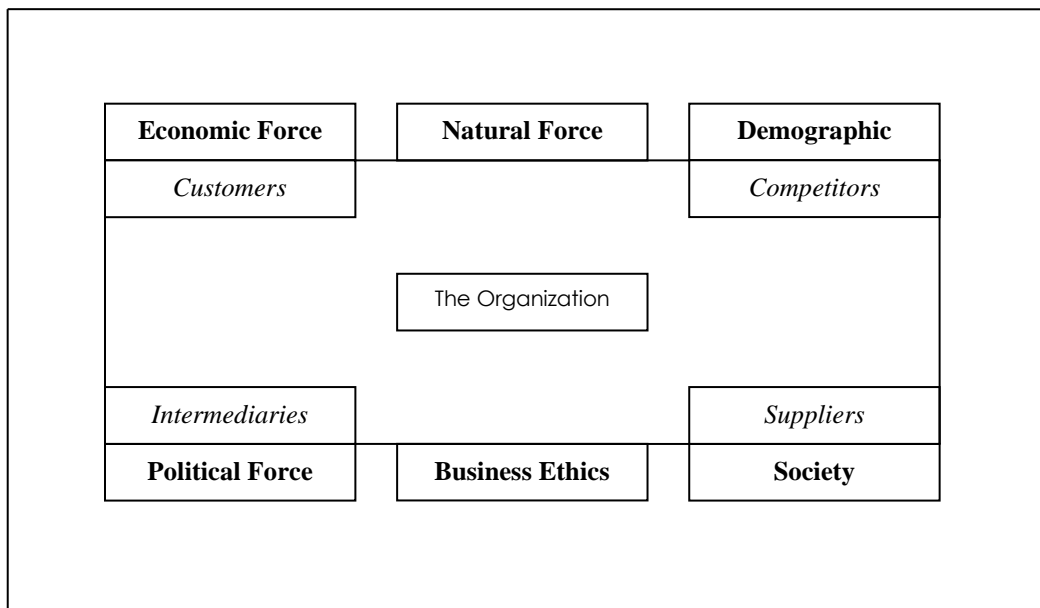 Economic Force
Natural Force
Demographic
Customers
Competitors
The Organization
Intermediaries
Suppliers
Political Force
Business Ethics
Society